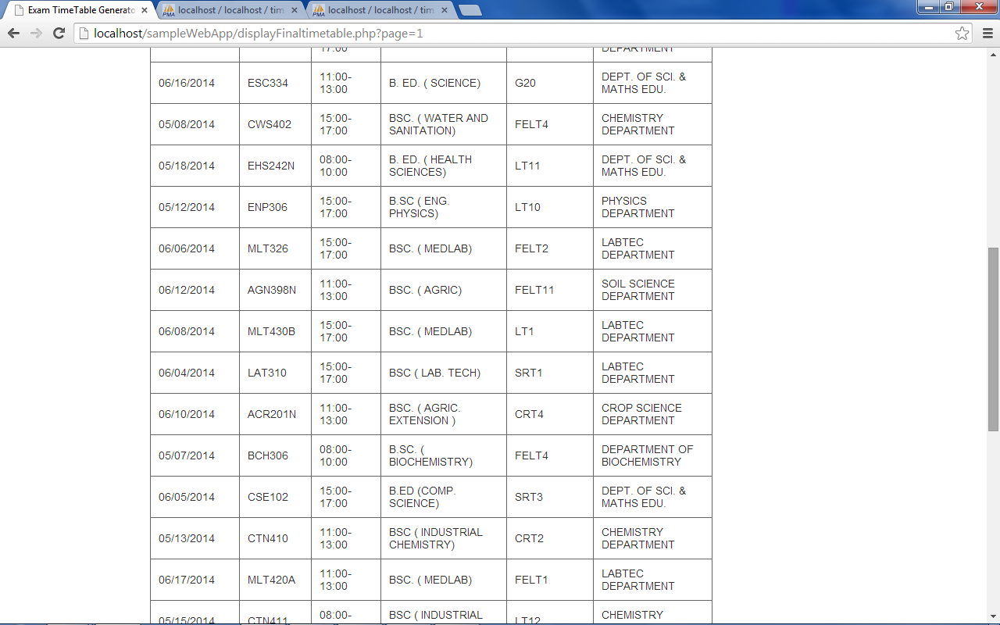 Exam TimeTable Generato
localhost / localhost / tim
localhost / localhost / tim
localhost/sampleWebApp/displayFinaltimetable.php?page=1
17:00 DEPARTMENT
06/16/2014 ESC334 11:00- B. ED. ( SCIENCE) G20 DEPT. OF SCI. &
13:00 MATHS EDU.
05/08/2014 CWS402 15:00- BSC. ( WATER AND FELT4 CHEMISTRY
17:00 SANITATION) DEPARTMENT
05/18/2014 EHS242N 08:00- B. ED. ( HEALTH LT11 DEPT. OF SCI. &
10:00 SCIENCES) MATHS EDU.
05/12/2014 ENP306 15:00- B.SC ( ENG. LT10 PHYSICS
17:00 PHYSICS) DEPARTMENT
06/06/2014 MLT326 15:00- BSC. ( MEDLAB) FELT2 LABTEC
17:00 DEPARTMENT
06/12/2014 AGN398N 11:00- BSC. ( AGRIC) FELT11 SOIL SCIENCE
13:00 DEPARTMENT
06/08/2014 MLT430B 15:00- BSC. ( MEDLAB) LT1 LABTEC
17:00 DEPARTMENT
06/04/2014 LAT310 15:00- BSC ( LAB. TECH) SRT1 LABTEC
17:00 DEPARTMENT
06/10/2014 ACR201N 11:00- BSC. ( AGRIC. CRT4 CROP SCIENCE
13:00 EXTENSION ) DEPARTMENT
05/07/2014 BCH306 08:00- B.SC. ( FELT4 DEPARTMENT OF
10:00 BIOCHEMISTRY) BIOCHEMISTRY
06/05/2014 CSE102 15:00- B.ED (COMP. SRT3 DEPT. OF SCI. &
17:00 SCIENCE) MATHS EDU.
05/13/2014 CTN410 11:00- BSC ( INDUSTRIAL CRT2 CHEMISTRY
13:00 CHEMISTRY) DEPARTMENT
06/17/2014 MLT420A 11:00- BSC. ( MEDLAB) FELT1 LABTEC
13:00 DEPARTMENT
05/15/2014 CTN411 08:00- BSC ( INDUSTRIAL LT12 CHEMISTRY